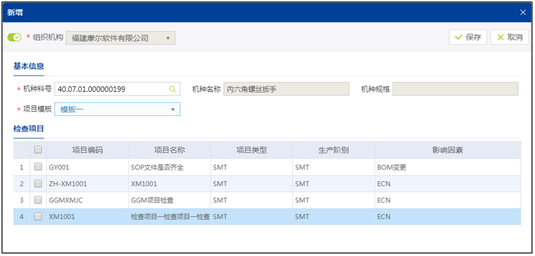 新增
* 组织机构 福建摩尔软件有限公司 保存 取消
基本信息
* 机种料号 40.07.01.000000199 机种名称 内六角螺丝扳手 机种规格
* 项目模板 模板一
检查项目
项目编码 项目名称 项目类型 生产阶别 影响因素
1 GY001 SOP文件是否齐全 SMT SMT BOM变更
2 ZH-XM1001 XM1001 SMT SMT ECN
3 GGMXMJC GGM项目检查 SMT SMT ECN
4 XM1001 检查项目一检查项目一检查 SMT SMT ECN